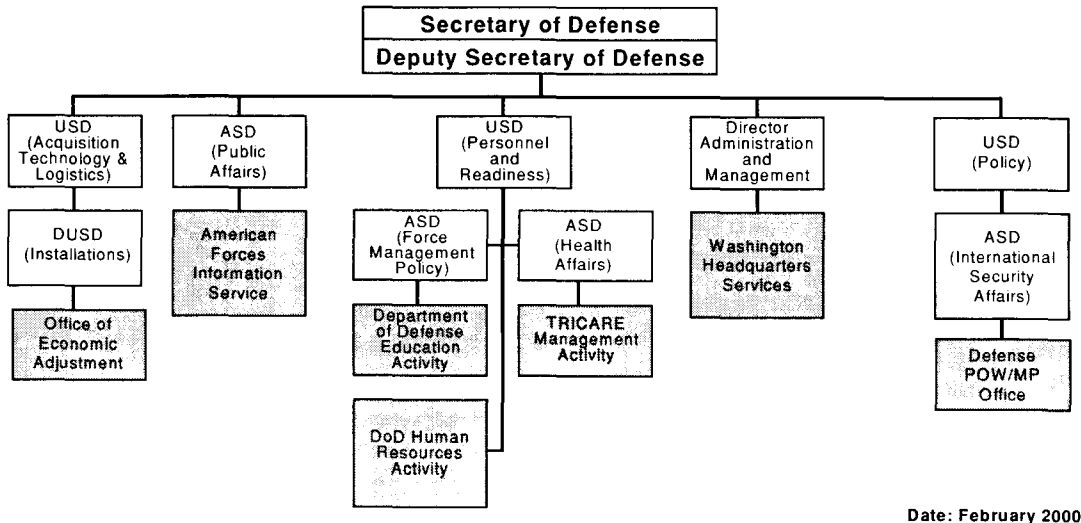 Secretary of Defense
Deputy Secretary of Defense
USD
(Acquisition
Technology &
Logistics)
ASD
(Public
Affairs)
USD
(Personnel
and
Readiness)
Director
Administration
and
Management
USD
(Policy)
DUSD
(Installations)
American
Forces
Information
Service
ASD
(Force
Management
Policy)
ASD
(Health
Affairs)
Washington
Headquarters
Services
ASD
(International
Security
Affairs)
Office of
Economic
Adjustment
Department
of Defense
Education
Activity
TRICARE
Management
Activity
Defense
POW/MP
Office
DoD Human
Resources
Activity
Date: February 2000